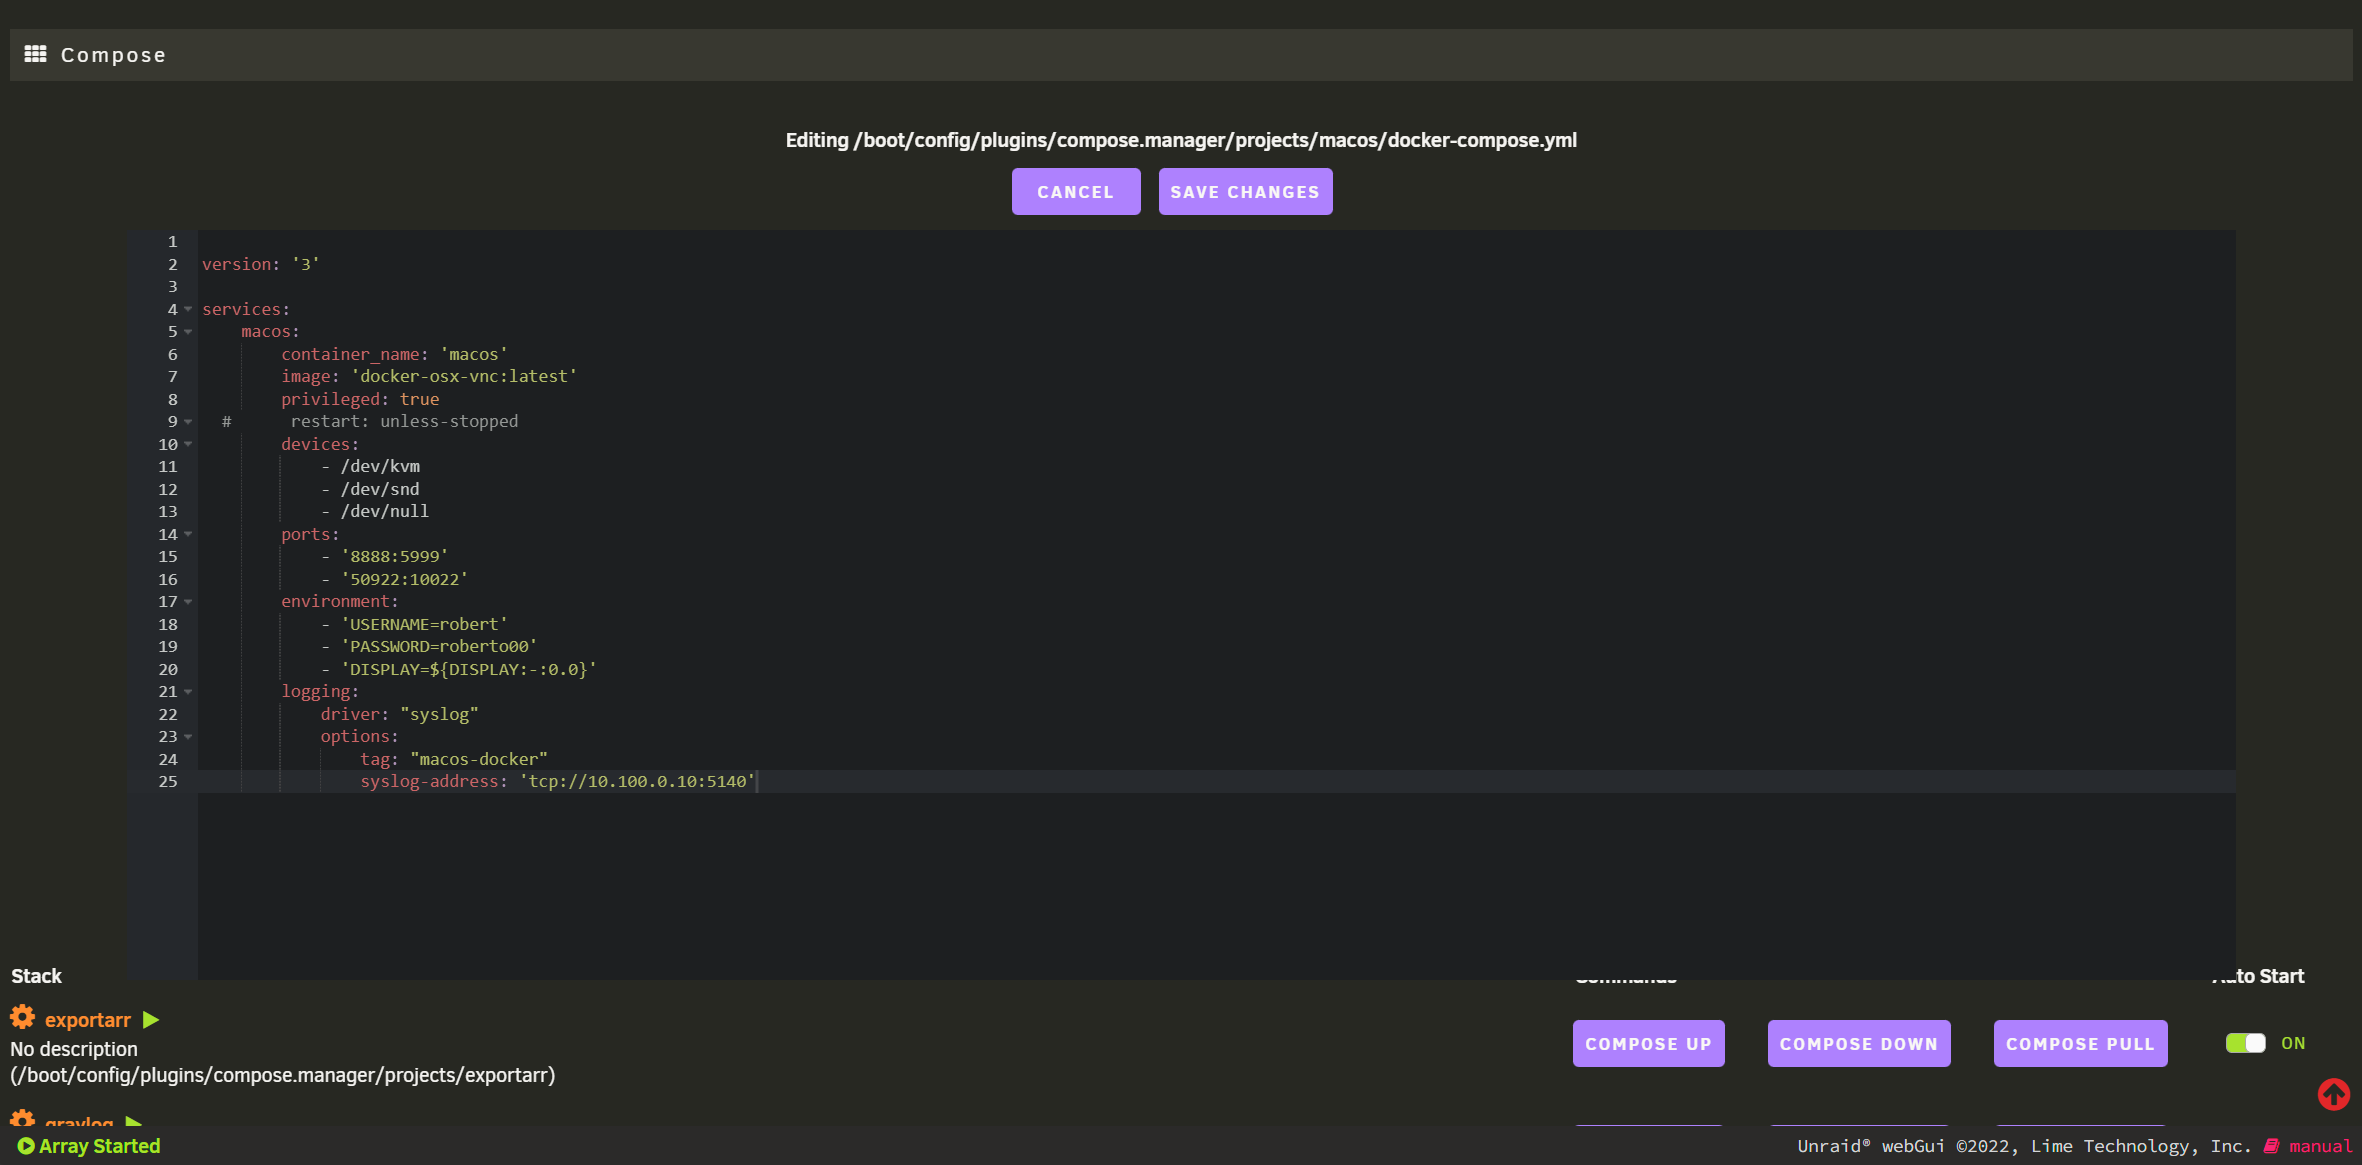 Compose
Editing /boot/config/plugins/compose.manager/projects/macos/docker-compose.yml
CANCEL SAVE CHANGES
1
2 version: '3'
3
4 services:
5 macos:
6 container_name: 'macos'
7 image: 'docker-osx-vnc:latest'
8 privileged: true
9 # restart: unless-stopped
10 devices:
11 - /dev/kvm
12 - /dev/snd
13 - /dev/null
14 ports:
15 - '8888:5999'
16 - '50922:10022'
17 environment:
18 - 'USERNAME=robert'
19 - 'PASSWORD=roberto00'
20 - 'DISPLAY=${DISPLAY:-:0.0}'
21 logging:
22 driver: "syslog"
23 options:
24 tag: "macos-docker"
25 syslog-address: 'tcp://10.100.0.10:5140'
Stack Commands Auto Start
exportarr
No description
(/boot/config/plugins/compose.manager/projects/exportarr)
COMPOSE UP COMPOSE DOWN COMPOSE PULL ON
graylog
Array Started
Unraid® webGui ©2022, Lime Technology, Inc. manual